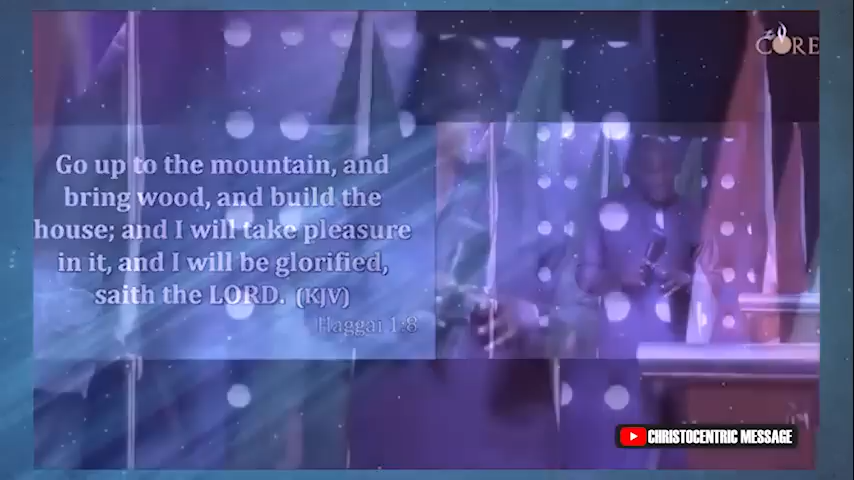 CORE
Go up to the mountain, and
bring wood, and build the
house; and I will take pleasure
in it, and I will be glorified,
saith the LORD. (KJV)
Haggai 1:8
CHRISTOCENTRIC MESSAGE